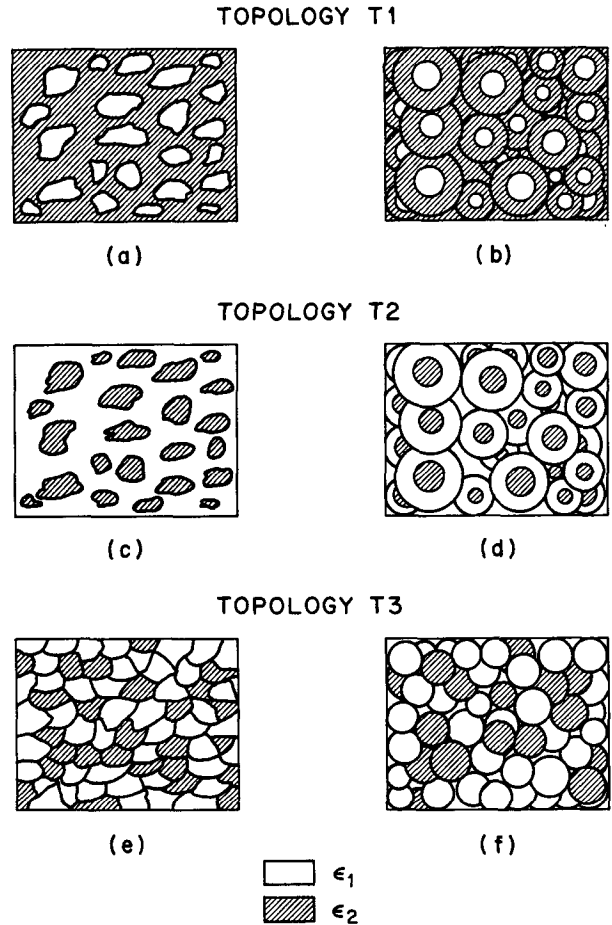 TOPOLOGY T1
(a) (b)
TOPOLOGY T2
(c) (d)
TOPOLOGY T3
(e) (f)
ϵ1
ϵ2